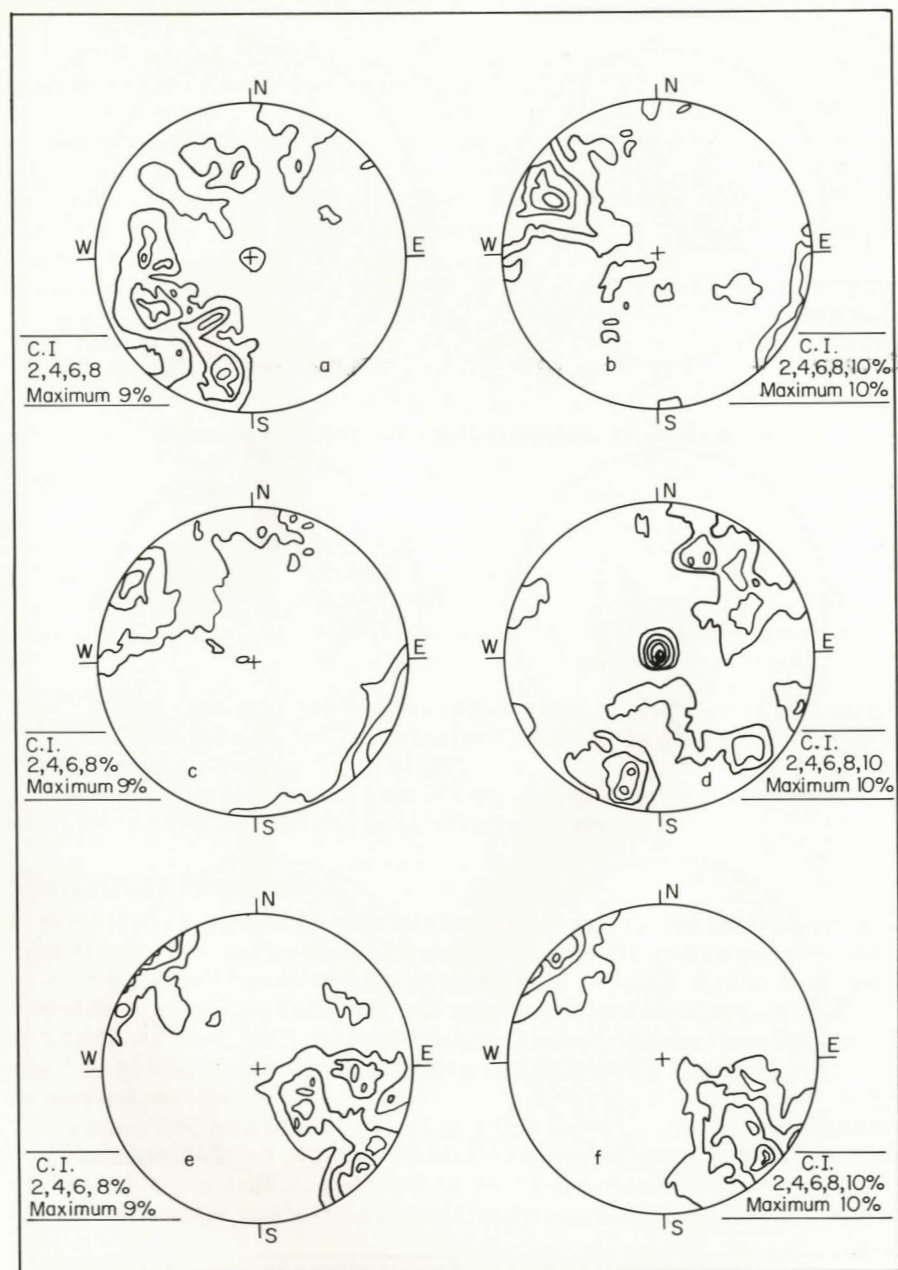 N
W
E
S
a
C.I
2,4,6,8
Maximum 9%
N
W
E
S
b
C.I.
2,4,6,8,10%
Maximum 10%
N
W
E
S
c
C.I.
2,4,6,8%
Maximum 9%
N
W
E
S
d
C.I.
2,4,6,8,10
Maximum 10%
N
W
E
S
e
C.I.
2,4,6,8%
Maximum 9%
N
W
E
S
f
C.I.
2,4,6,8,10%
Maximum 10%